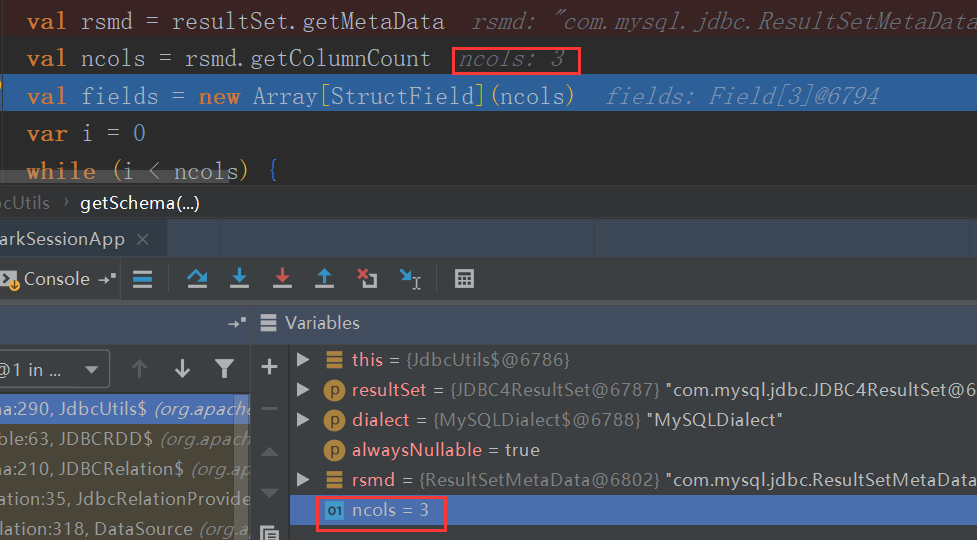 val rsmd = resultSet.getMetaData rsmd: "com.mysql.jdbc.ResultSetMetaData
val ncols = rsmd.getColumnCount ncols: 3
val fields = new Array[StructField](ncols) fields: Field[3]@6794
var i = 0
while (i < ncols) {
bcUtils › getSchema(...)
arkSessionApp ×
Console
Variables
@1 in ...
this = {JdbcUtils$@6786}
resultSet = {JDBC4ResultSet@6787} "com.mysql.jdbc.JDBC4ResultSet@6
na:290, JdbcUtils$ (org.apache
dialect = {MySQLDialect$@6788} "MySQLDialect"
ble:63, JDBCRDD$ (org.apache
alwaysNullable = true
na:210, JDBCRelation$ (org.ap
rsmd = {ResultSetMetaData@6802} "com.mysql.jdbc.ResultSetMetaData
lation:35, JdbcRelationProvide
ncols = 3
elation:318, DataSource (org.a